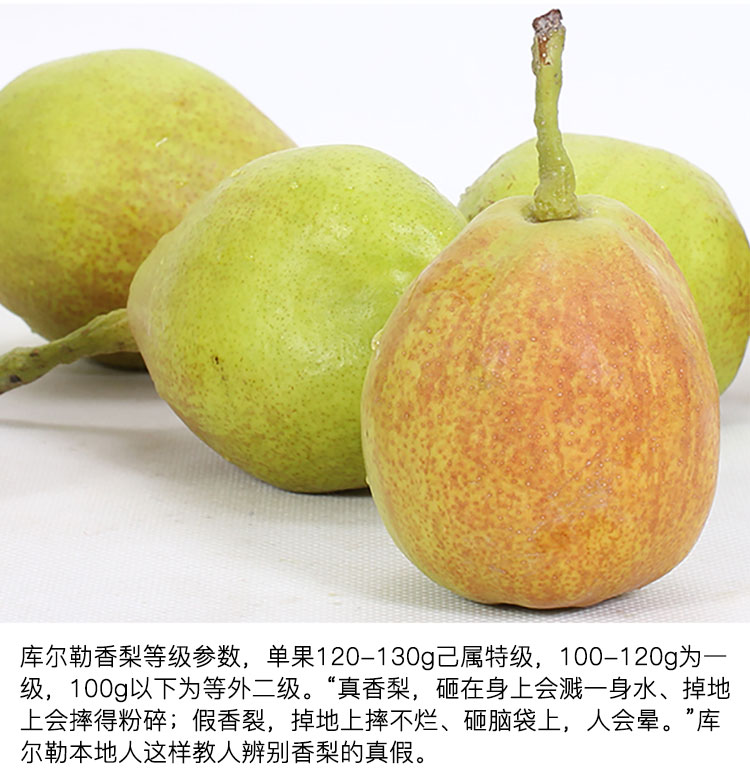 库尔勒香梨等级参数，单果120-130g己属特级，100-120g为一
级，100g以下为等外二级。“真香梨，砸在身上会溅一身水、掉地
上会摔得粉碎；假香裂，掉地上摔不烂、砸脑袋上，人会晕。”库
尔勒本地人这样教人辨别香梨的真假。